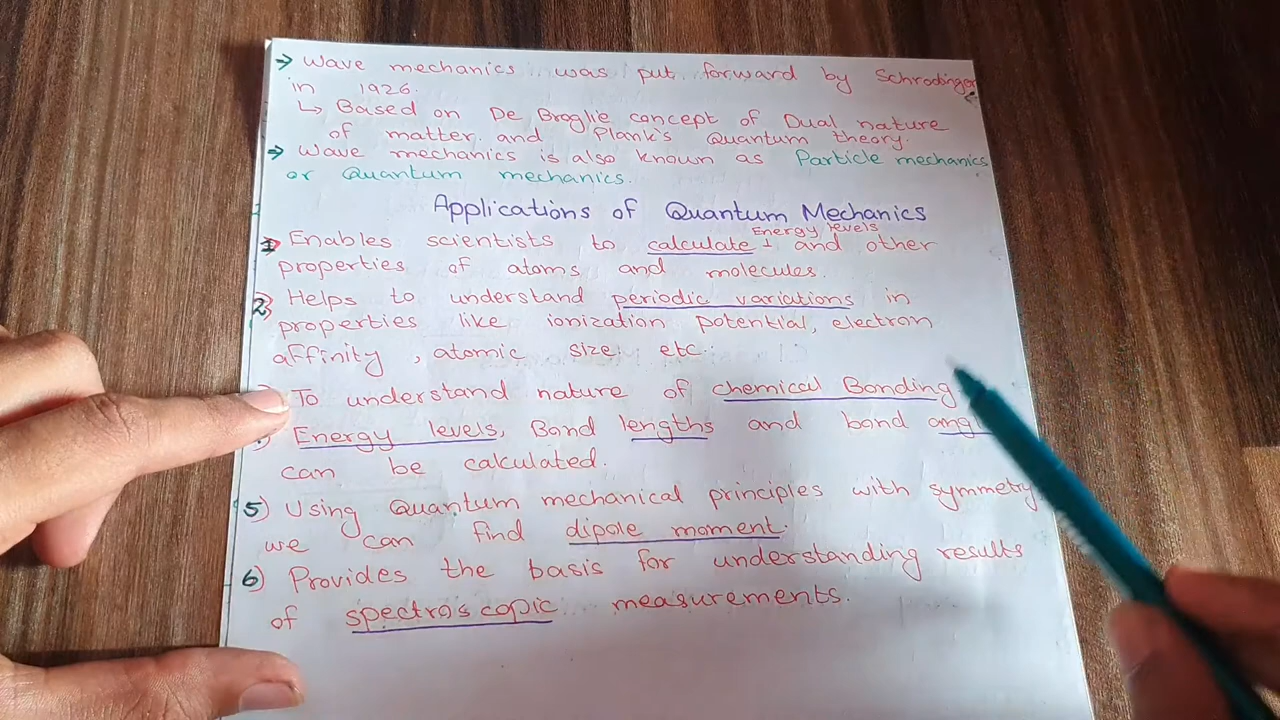 → Wave mechanics was put forward by Schrodinger
in 1926.
↳ Based on De Broglie concept of Dual nature
of matter and Plank's Quantum theory.
→ Wave mechanics is also known as Particle mechanics
or Quantum mechanics.
Applications of Quantum Mechanics
Energy levels
1) Enables scientists to calculate and other
properties of atoms and molecules.
2) Helps to understand periodic variations in
properties like ionization potential, electron
affinity, atomic size etc.
To understand nature of chemical Bonding
Energy levels, Bond lengths and bond
can be calculated.
5) Using Quantum mechanical principles with symmetry
we can find dipole moment.
6) Provides the basis for understanding results
of spectroscopic measurements.